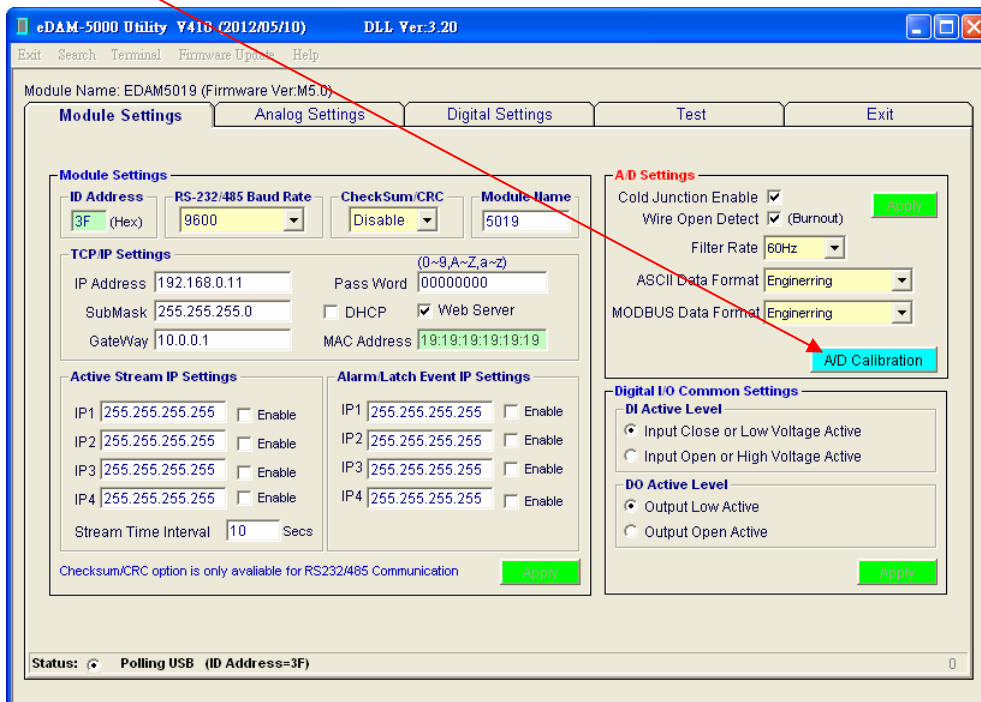 eDAM-5000 Utility V416 (2012/05/10) DLL Ver:3.20
Exit Search Terminal Firmware Update Help
Module Name: EDAM5019 (Firmware Ver:M5.0)
Module Settings Analog Settings Digital Settings Test Exit
Module Settings
ID Address RS-232/485 Baud Rate CheckSum/CRC Module Name
3F (Hex) 9600 Disable 5019
TCP/IP Settings
(0~9,A~Z,a~z)
IP Address 192.168.0.11 Pass Word 00000000
SubMask 255.255.255.0 DHCP Web Server
GateWay 10.0.0.1 MAC Address 19:19:19:19:19:19
Active Stream IP Settings
IP1 255.255.255.255 Enable
IP2 255.255.255.255 Enable
IP3 255.255.255.255 Enable
IP4 255.255.255.255 Enable
Stream Time Interval 10 Secs
Alarm/Latch Event IP Settings
IP1 255.255.255.255 Enable
IP2 255.255.255.255 Enable
IP3 255.255.255.255 Enable
IP4 255.255.255.255 Enable
Checksum/CRC option is only avaliable for RS232/485 Communication Apply
A/D Settings
Cold Junction Enable Apply
Wire Open Detect (Burnout)
Filter Rate 60Hz
ASCII Data Format Enginerring
MODBUS Data Format Enginerring
A/D Calibration
Digital I/O Common Settings
DI Active Level
Input Close or Low Voltage Active
Input Open or High Voltage Active
DO Active Level
Output Low Active
Output Open Active
Apply
Status: Polling USB (ID Address=3F) 0